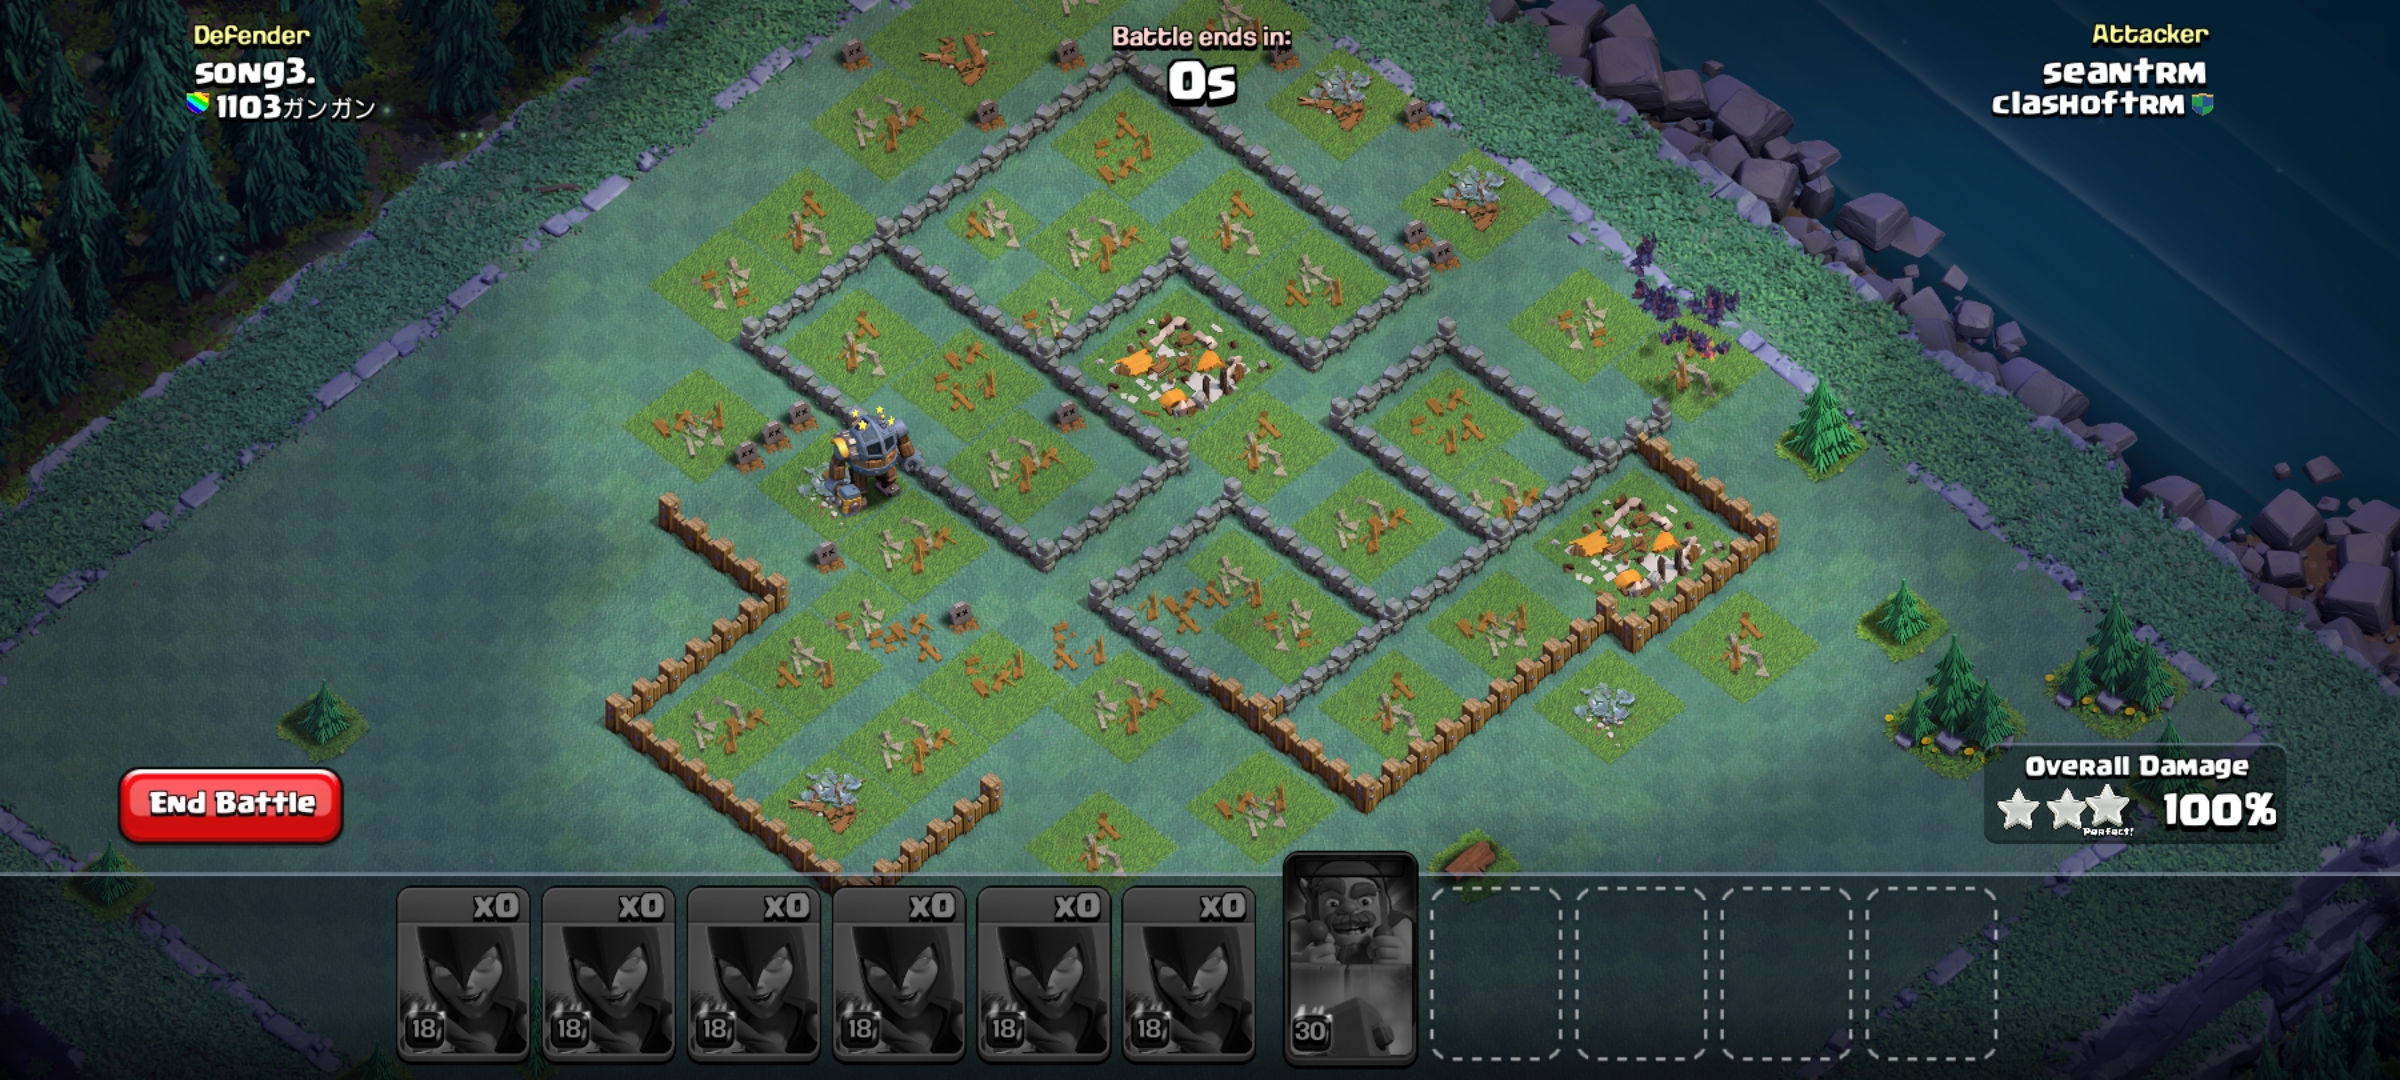 Defender
song3.
1103ガンガン
Battle ends in:
0s
Attacker
seantRM
clashoftRM
End Battle
Overall Damage
Perfect!
100%
x0 x0 x0 x0 x0 x0
18 18 18 18 18 18 30